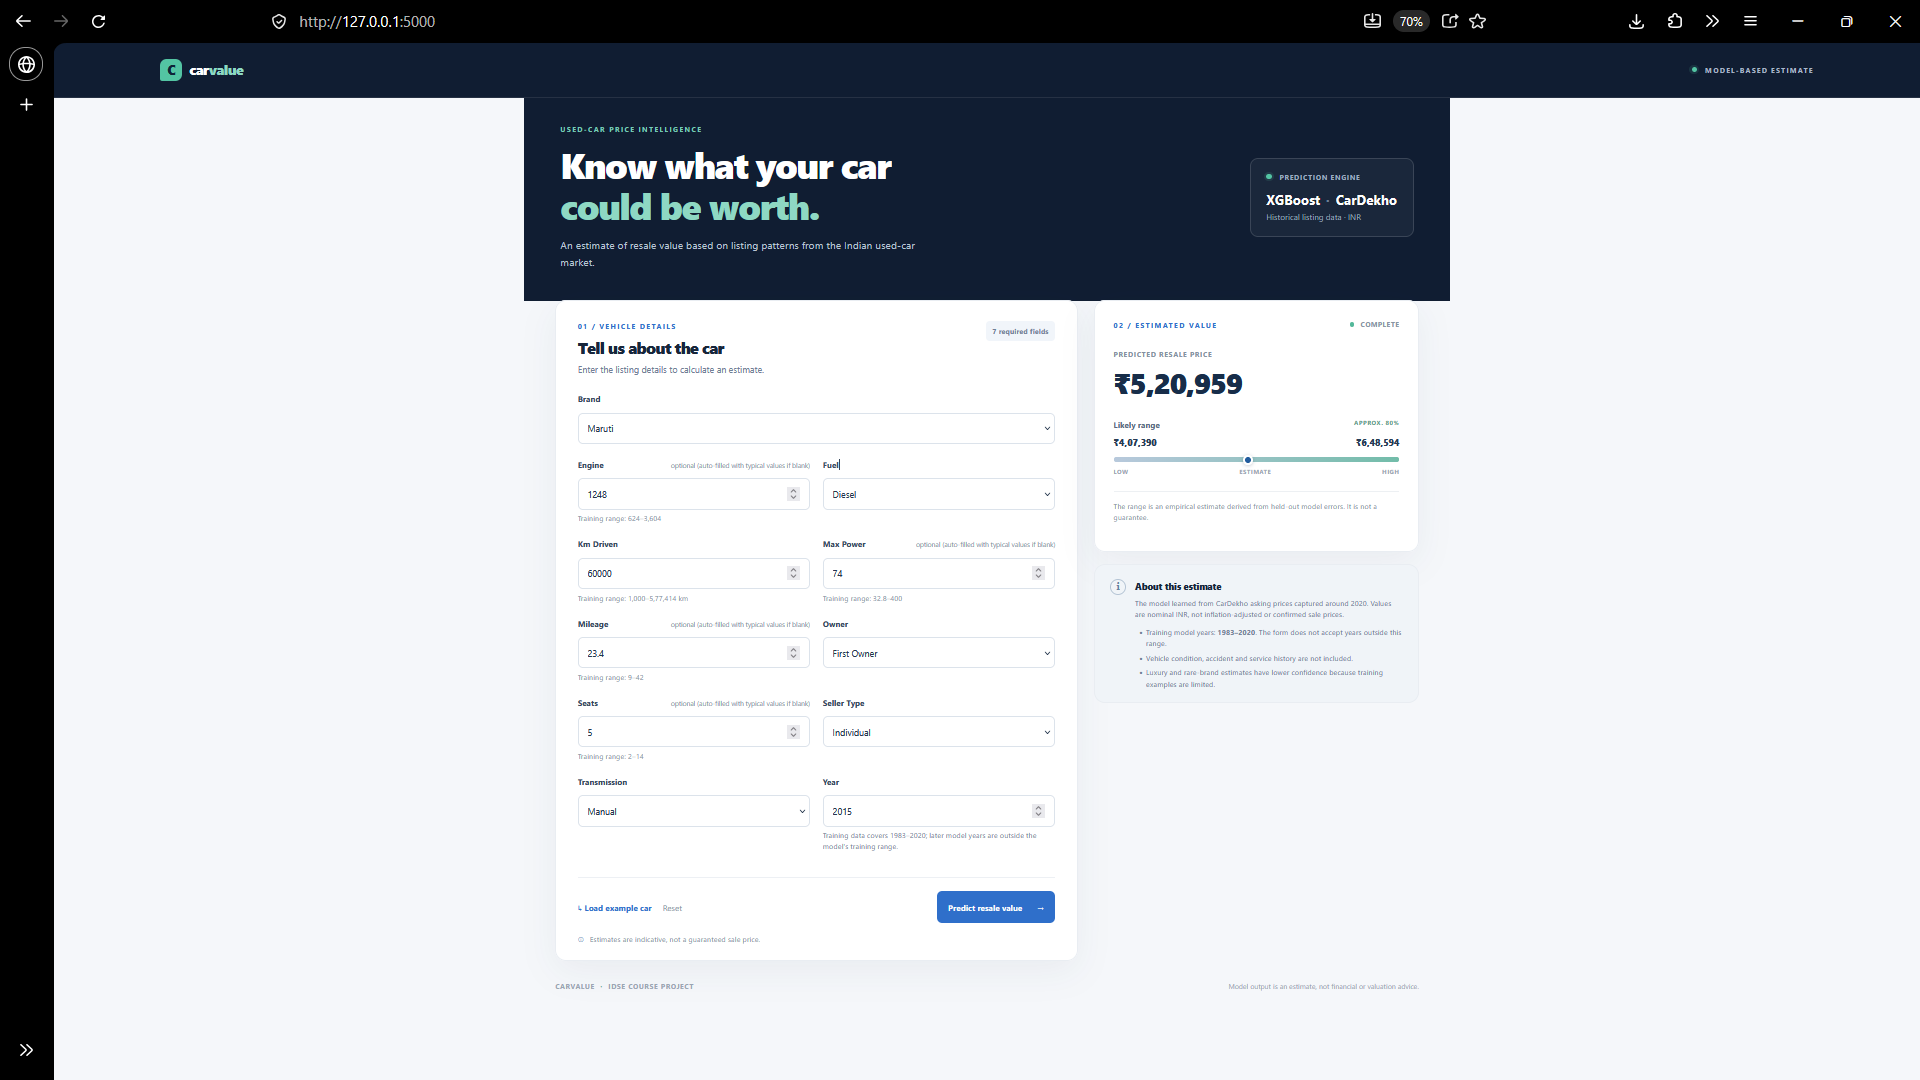 http://127.0.0.1:5000
70%
C carvalue
MODEL-BASED ESTIMATE
USED-CAR PRICE INTELLIGENCE
Know what your car
could be worth.
An estimate of resale value based on listing patterns from the Indian used-car
market.
PREDICTION ENGINE
XGBoost · CarDekho
Historical listing data · INR
01 / VEHICLE DETAILS
7 required fields
Tell us about the car
Enter the listing details to calculate an estimate.
Brand
Maruti
Engine optional (auto-filled with typical values if blank)
1248
Training range: 624–3,604
Fuel
Diesel
Km Driven
60000
Training range: 1,000–5,77,414 km
Max Power optional (auto-filled with typical values if blank)
74
Training range: 32.8–400
Mileage optional (auto-filled with typical values if blank)
23.4
Training range: 9–42
Owner
First Owner
Seats optional (auto-filled with typical values if blank)
5
Training range: 2–14
Seller Type
Individual
Transmission
Manual
Year
2015
Training data covers 1983–2020; later model years are outside the
model's training range.
↳ Load example car Reset
Predict resale value →
Estimates are indicative, not a guaranteed sale price.
02 / ESTIMATED VALUE
COMPLETE
PREDICTED RESALE PRICE
₹5,20,959
Likely range APPROX. 80%
₹4,07,390 ₹6,48,594
LOW ESTIMATE HIGH
The range is an empirical estimate derived from held-out model errors. It is not a
guarantee.
i About this estimate
The model learned from CarDekho asking prices captured around 2020. Values
are nominal INR, not inflation-adjusted or confirmed sale prices.
• Training model years: 1983–2020. The form does not accept years outside this
range.
• Vehicle condition, accident and service history are not included.
• Luxury and rare-brand estimates have lower confidence because training
examples are limited.
CARVALUE · IDSE COURSE PROJECT
Model output is an estimate, not financial or valuation advice.